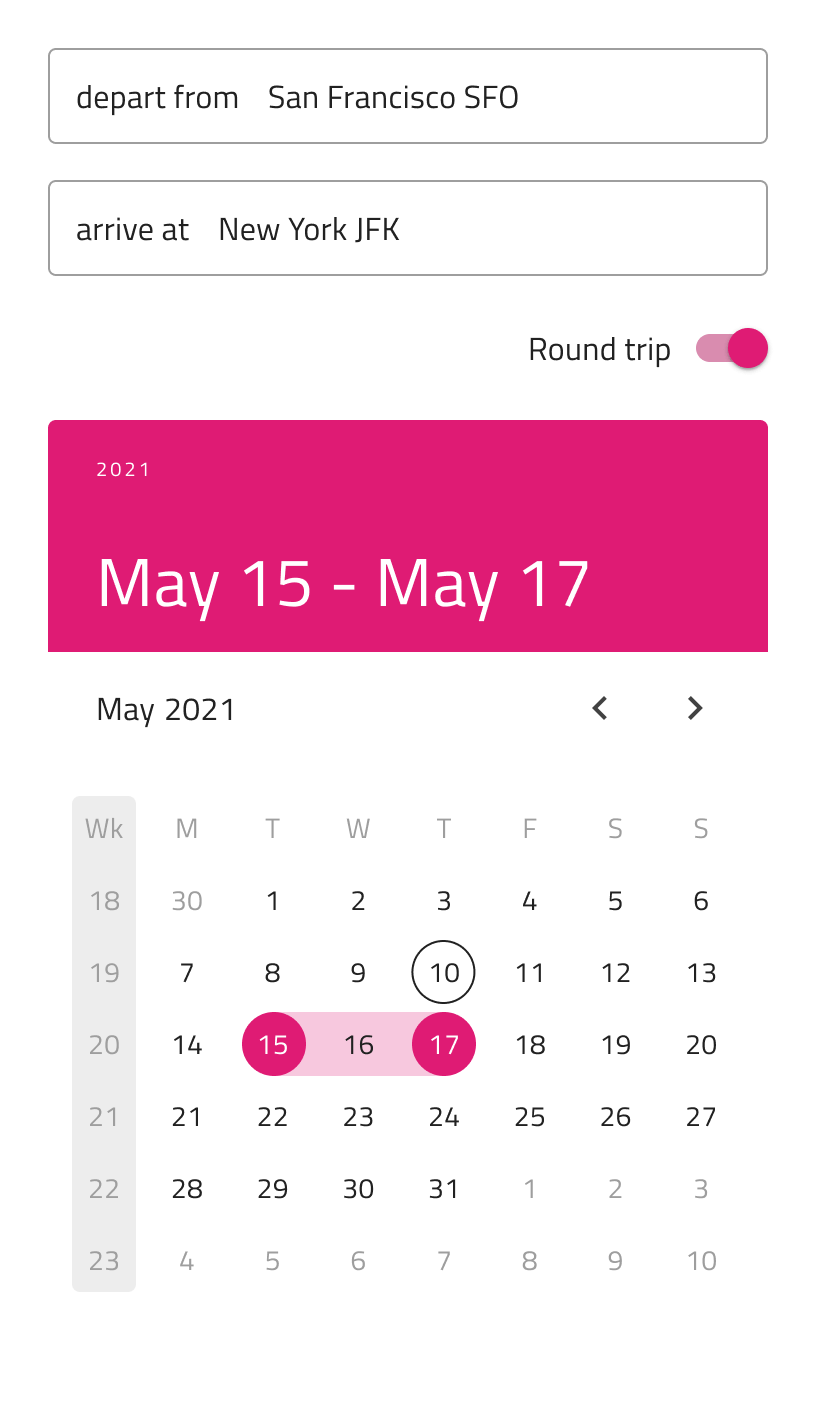 depart from San Francisco SFO
arrive at New York JFK
Round trip
2021
May 15 - May 17
May 2021
Wk M T W T F S S
18 30 1 2 3 4 5 6
19 7 8 9 10 11 12 13
20 14 15 16 17 18 19 20
21 21 22 23 24 25 26 27
22 28 29 30 31 1 2 3
23 4 5 6 7 8 9 10